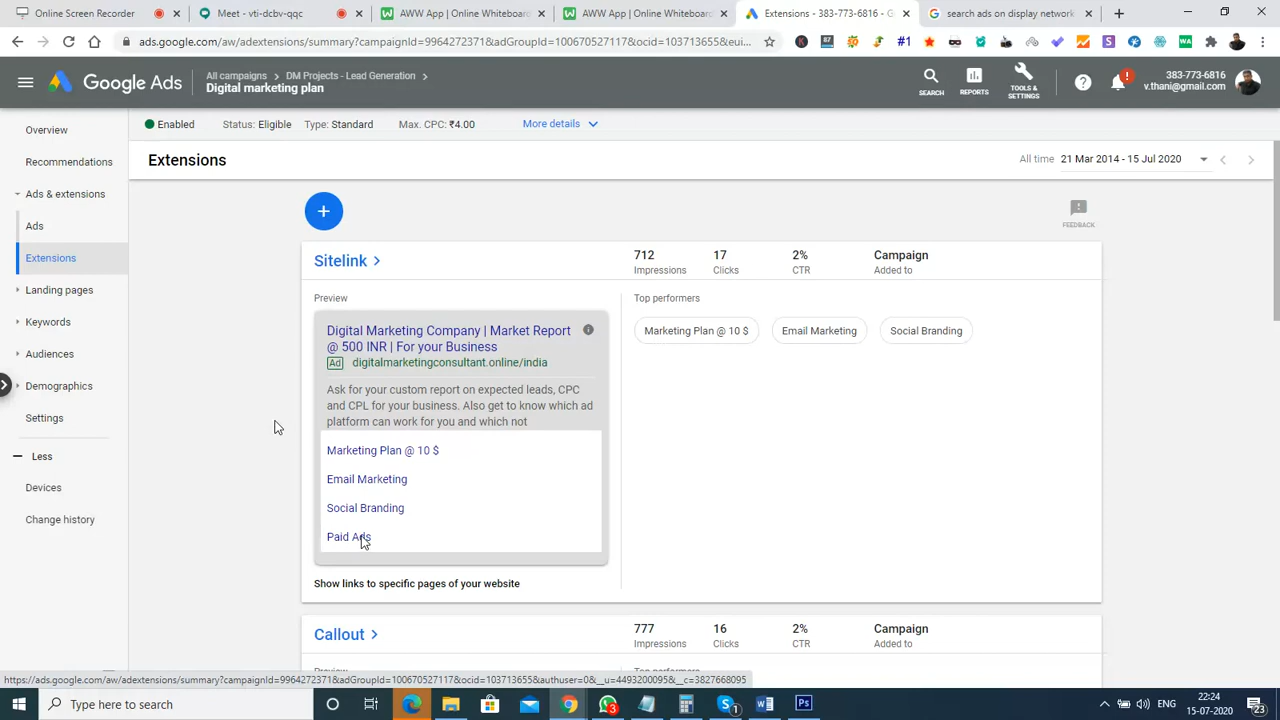 Online Screen Recorder
Meet - vti-dcbv-qqc
AWW App | Online Whiteboard
AWW App | Online Whiteboard
Extensions - 383-773-6816 - G
search ads on display network
ads.google.com/aw/adextensions/summary?campaignId=9964272371&adGroupId=100670527117&ocid=103713655&eui...
87
#1
Google Ads
All campaigns > DM Projects - Lead Generation >
Digital marketing plan
SEARCH
REPORTS
TOOLS & SETTINGS
383-773-6816
v.thani@gmail.com
Enabled Status: Eligible Type: Standard Max. CPC: ₹4.00 More details
Extensions
All time 21 Mar 2014 - 15 Jul 2020
FEEDBACK
Overview
Recommendations
Ads & extensions
Ads
Extensions
Landing pages
Keywords
Audiences
Demographics
Settings
Less
Devices
Change history
Sitelink >
712 17 2% Campaign
Impressions Clicks CTR Added to
Preview
Digital Marketing Company | Market Report
@ 500 INR | For your Business
Ad digitalmarketingconsultant.online/india
Ask for your custom report on expected leads, CPC
and CPL for your business. Also get to know which ad
platform can work for you and which not
Marketing Plan @ 10 $
Email Marketing
Social Branding
Paid Ads
Show links to specific pages of your website
Top performers
Marketing Plan @ 10 $ Email Marketing Social Branding
Callout >
777 16 2% Campaign
Impressions Clicks CTR Added to
Preview
Top performers
https://ads.google.com/aw/adextensions/summary?campaignId=9964272371&adGroupId=100670527117&ocid=103713655&authuser=0&__u=4493200095&__c=3827668095
Type here to search
3
1
ENG
22:24
15-07-2020
23